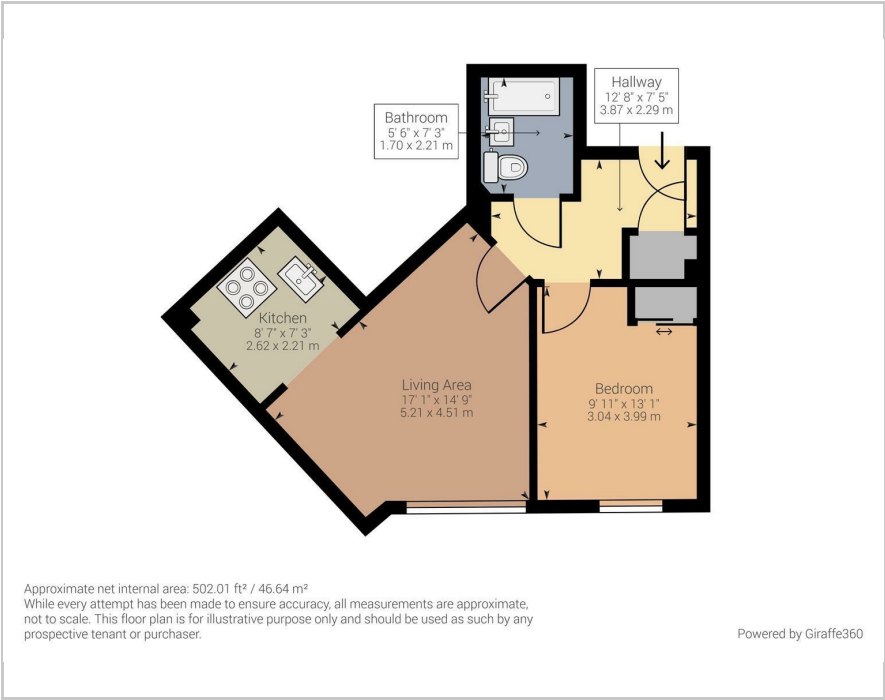 Hallway
12' 8" x 7' 5"
3.87 x 2.29 m
Bathroom
5' 6" x 7' 3"
1.70 x 2.21 m
Kitchen
8' 7" x 7' 3"
2.62 x 2.21 m
Living Area
17' 1" x 14' 9"
5.21 x 4.51 m
Bedroom
9' 11" x 13' 1"
3.04 x 3.99 m
Approximate net internal area: 502.01 ft² / 46.64 m²
While every attempt has been made to ensure accuracy, all measurements are approximate,
not to scale. This floor plan is for illustrative purpose only and should be used as such by any
prospective tenant or purchaser.
Powered by Giraffe360